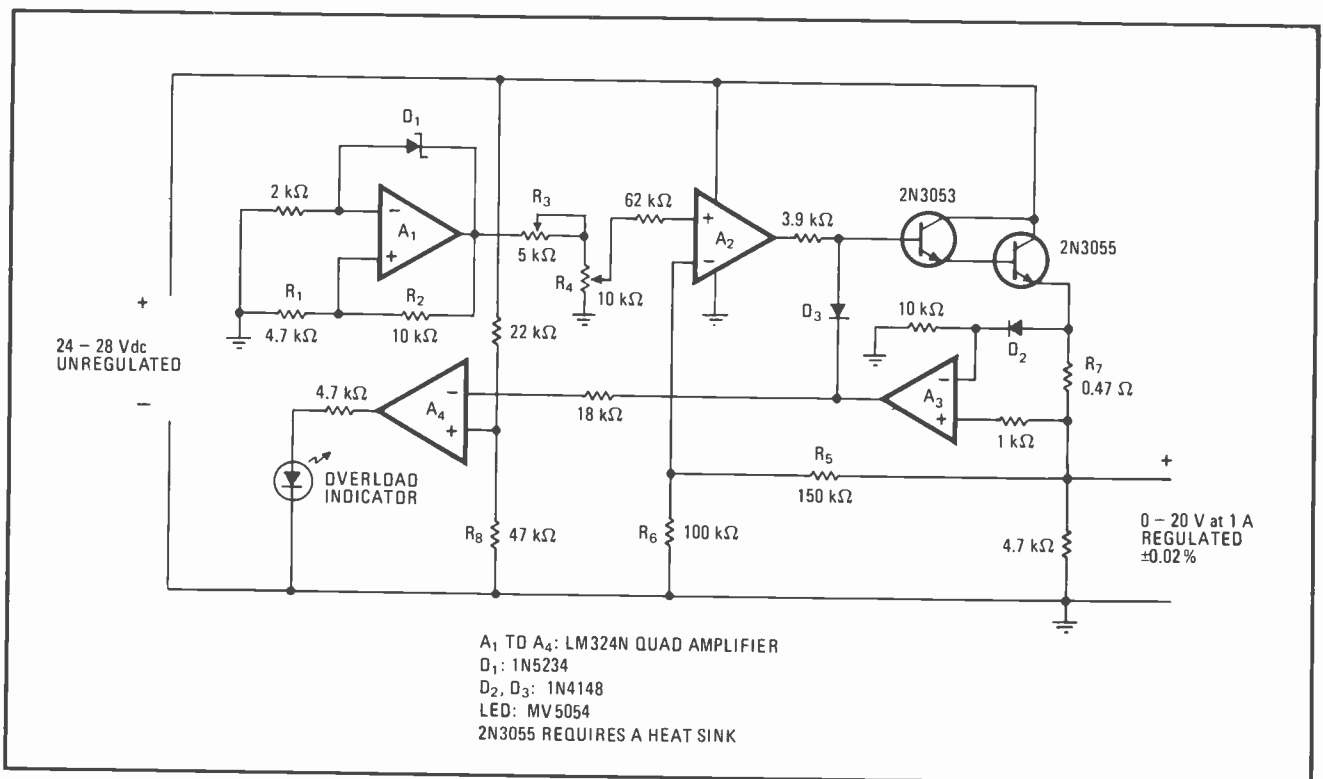 D1
2 kΩ
−
A1
+
R1
4.7 kΩ
R2
10 kΩ
R3
5 kΩ
R4
10 kΩ
62 kΩ
+
A2
−
3.9 kΩ
2N3053
2N3055
D3
10 kΩ
D2
R7
0.47 Ω
22 kΩ
+
24 – 28 Vdc
UNREGULATED
−
4.7 kΩ
A4
−
+
18 kΩ
A3
−
+
1 kΩ
OVERLOAD
INDICATOR
R8
47 kΩ
R5
150 kΩ
R6
100 kΩ
4.7 kΩ
+
0 – 20 V at 1 A
REGULATED
±0.02%
A1 TO A4: LM324N QUAD AMPLIFIER
D1: 1N5234
D2, D3: 1N4148
LED: MV5054
2N3055 REQUIRES A HEAT SINK